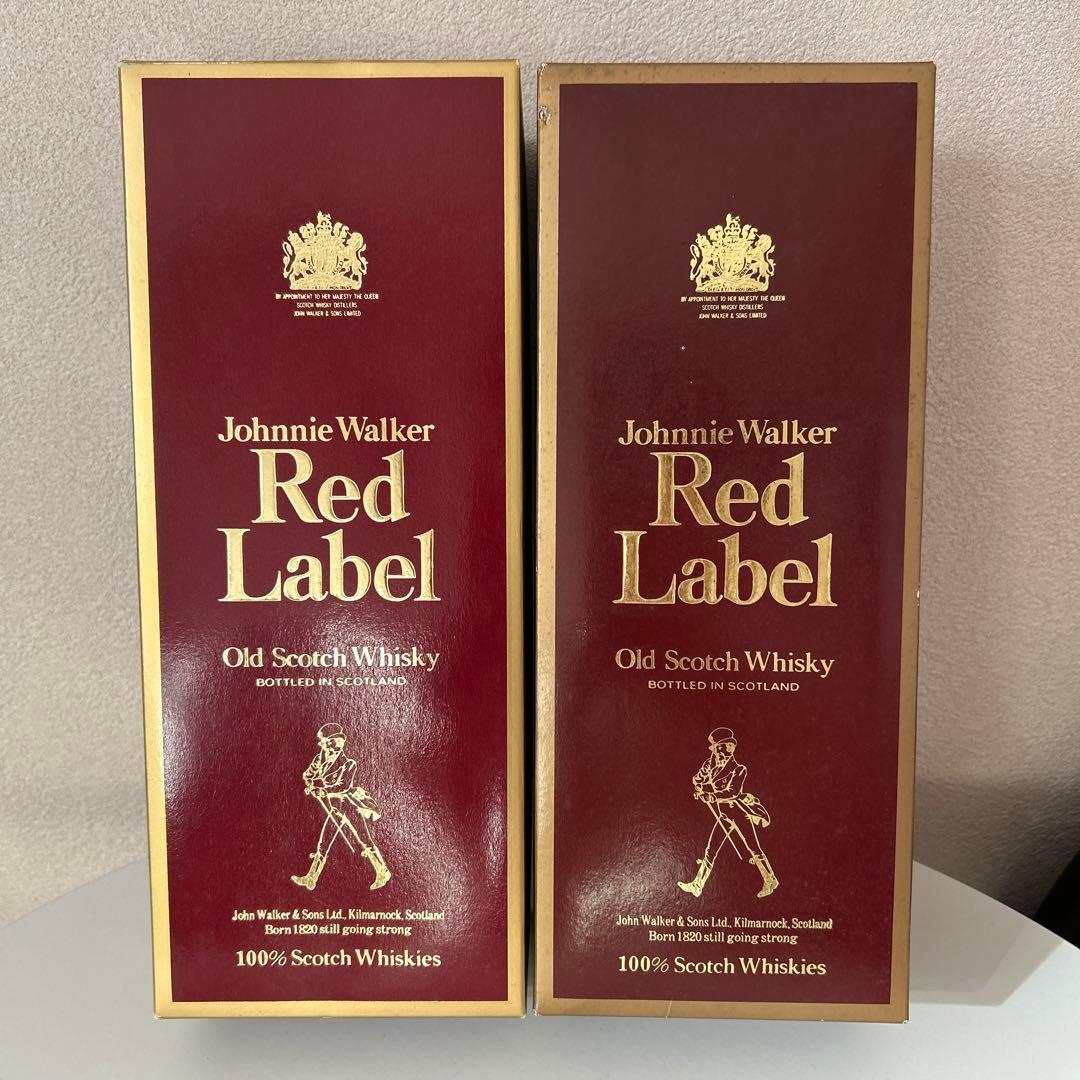 BY APPOINTMENT TO HER MAJESTY THE QUEEN
SCOTCH WHISKY DISTILLERS
JOHN WALKER & SONS LIMITED
Johnnie Walker
Red
Label
Old Scotch Whisky
BOTTLED IN SCOTLAND
John Walker & Sons Ltd., Kilmarnock, Scotland
Born 1820 still going strong
100% Scotch Whiskies
BY APPOINTMENT TO HER MAJESTY THE QUEEN
SCOTCH WHISKY DISTILLERS
JOHN WALKER & SONS LIMITED
Johnnie Walker
Red
Label
Old Scotch Whisky
BOTTLED IN SCOTLAND
John Walker & Sons Ltd., Kilmarnock, Scotland
Born 1820 still going strong
100% Scotch Whiskies